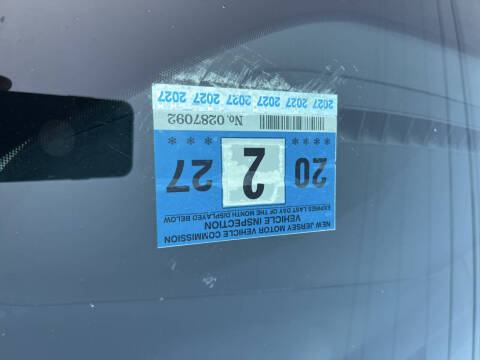 NEW JERSEY MOTOR VEHICLE COMMISSION
VEHICLE INSPECTION
EXPIRES LAST DAY OF THE MONTH DISPLAYED BELOW
20 2 27
No. 0287092
2027 2027 2027 2027 2027